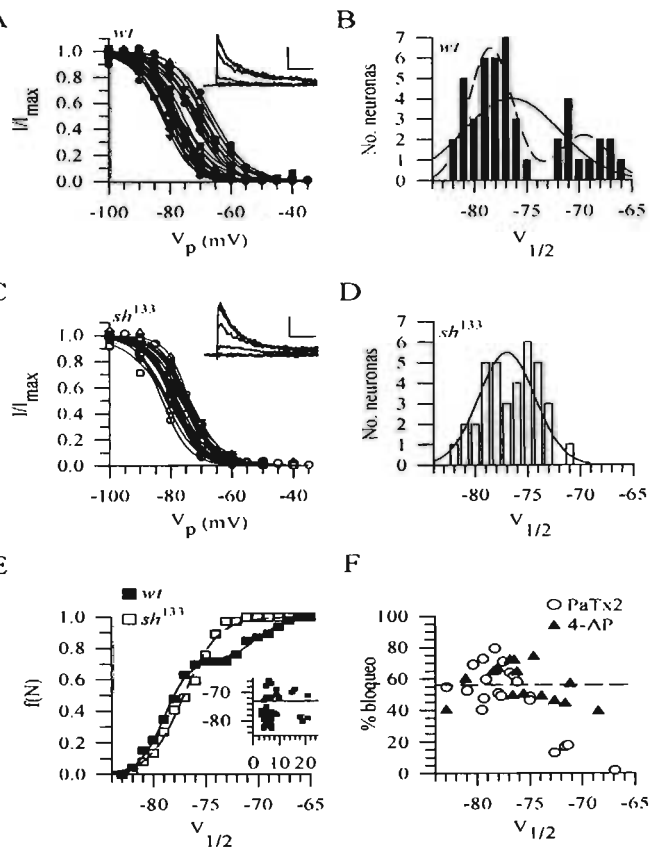 A
wt
I/Imax
1.0
0.8
0.6
0.4
0.2
0.0
-100
-80
-60
-40
Vp (mV)
B
wt
No. neuronas
7
6
5
4
3
2
1
0
-80
-75
-70
-65
V1/2
C
sh133
I/Imax
1.0
0.8
0.6
0.4
0.2
0.0
-100
-80
-60
-40
Vp (mV)
D
sh133
No. neuronas
7
6
5
4
3
2
1
0
-80
-75
-70
-65
V1/2
E
wt
sh133
f(N)
1.0
0.8
0.6
0.4
0.2
0.0
-70
-80
0 10 20
-80
-75
-70
-65
V1/2
F
PaTx2
4-AP
% bloqueo
100
80
60
40
20
0
-80
-75
-70
-65
V1/2